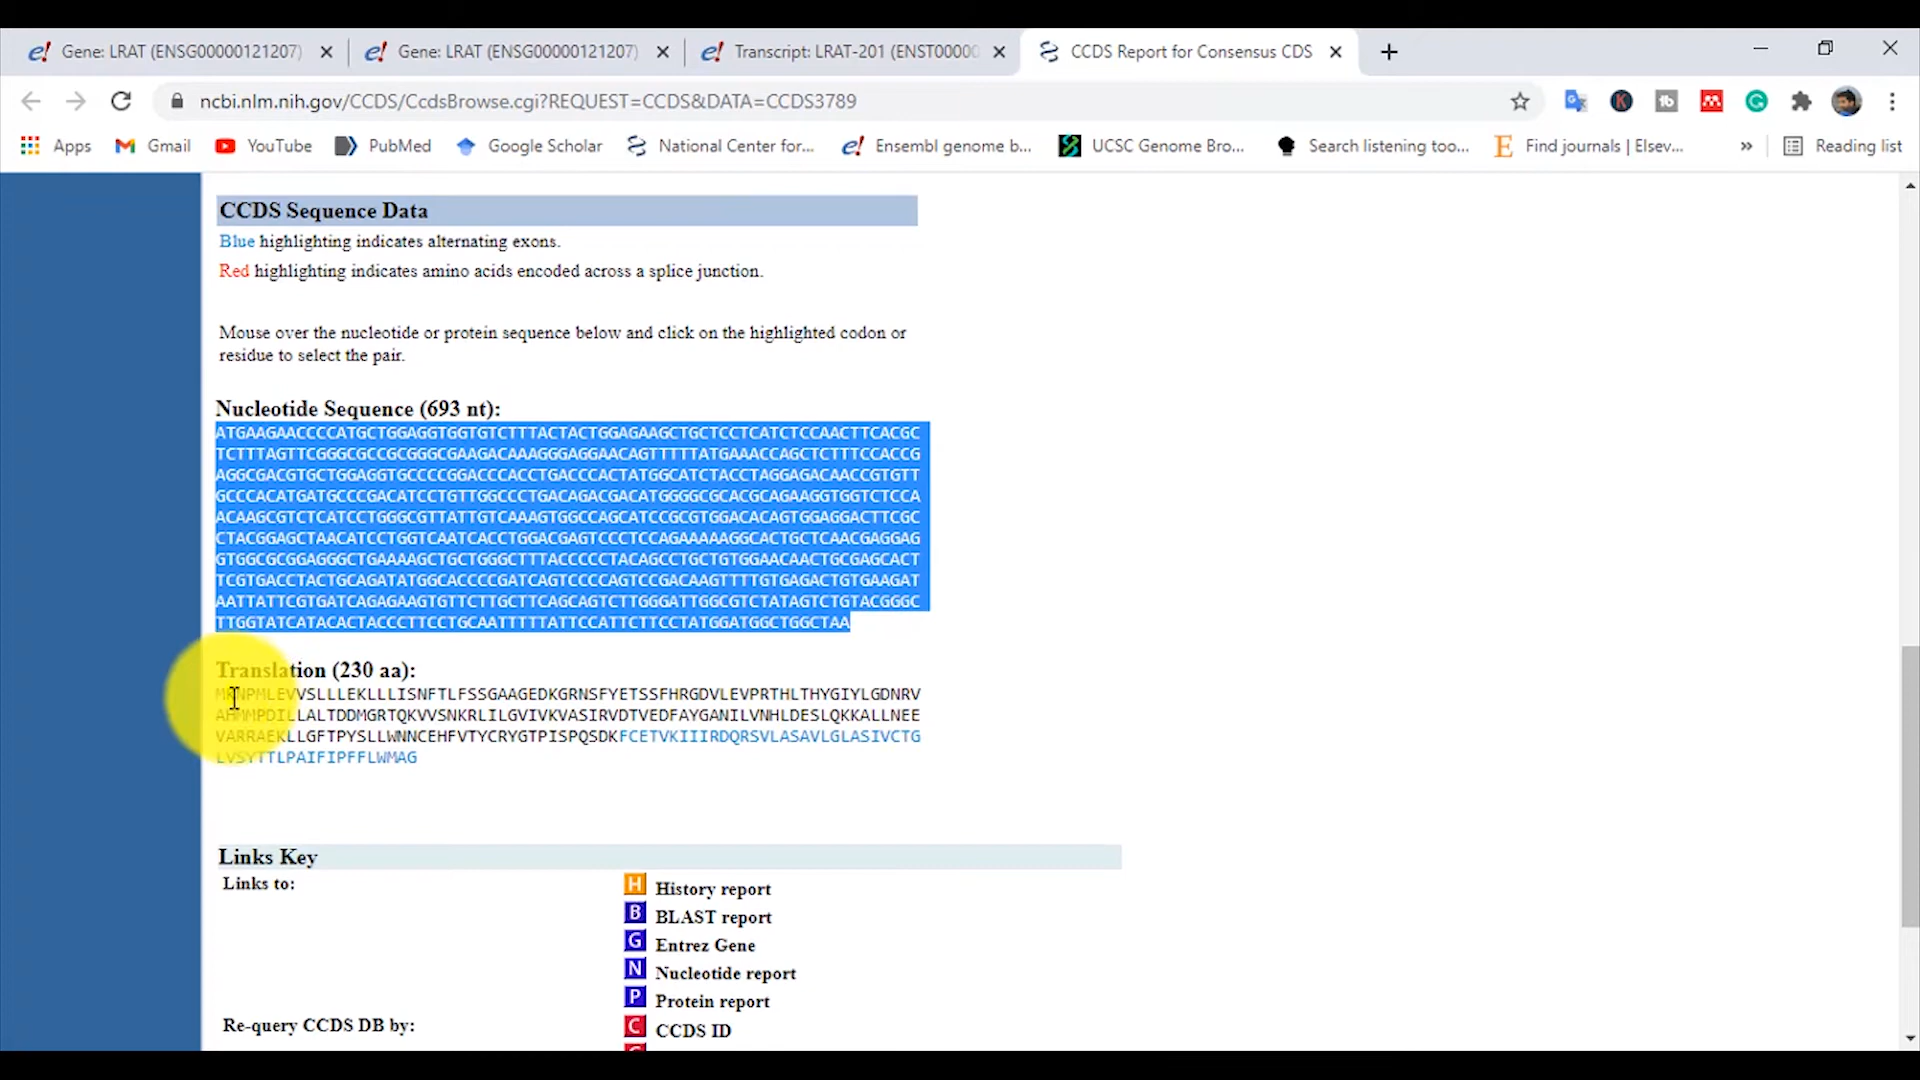 Gene: LRAT (ENSG00000121207)
Gene: LRAT (ENSG00000121207)
Transcript: LRAT-201 (ENST0000
CCDS Report for Consensus CDS
ncbi.nlm.nih.gov/CCDS/CcdsBrowse.cgi?REQUEST=CCDS&DATA=CCDS3789
Apps Gmail YouTube PubMed Google Scholar National Center for... Ensembl genome b... UCSC Genome Bro... Search listening too... Find journals | Elsev... » Reading list
CCDS Sequence Data
Blue highlighting indicates alternating exons.
Red highlighting indicates amino acids encoded across a splice junction.
Mouse over the nucleotide or protein sequence below and click on the highlighted codon or
residue to select the pair.
Nucleotide Sequence (693 nt):
ATGAAGAACCCCATGCTGGAGGTGGTGTCTTTACTACTGGAGAAGCTGCTCCTCATCTCCAACTTCACGC
TCTTTAGTTCGGGCGCCGCGGGCGAAGACAAAGGGAGGAACAGTTTTTATGAAACCAGCTCTTTCCACCG
AGGCGACGTGCTGGAGGTGCCCCGGACCCACCTGACCCACTATGGCATCTACCTAGGAGACAACCGTGTT
GCCCACATGATGCCCGACATCCTGTTGGCCCTGACAGACGACATGGGGCGCACGCAGAAGGTGGTCTCCA
ACAAGCGTCTCATCCTGGGCGTTATTGTCAAAGTGGCCAGCATCCGCGTGGACACAGTGGAGGACTTCGC
CTACGGAGCTAACATCCTGGTCAATCACCTGGACGAGTCCCTCCAGAAAAAGGCACTGCTCAACGAGGAG
GTGGCGCGGAGGGCTGAAAAGCTGCTGGGCTTTACCCCCTACAGCCTGCTGTGGAACAACTGCGAGCACT
TCGTGACCTACTGCAGATATGGCACCCCGATCAGTCCCCAGTCCGACAAGTTTTGTGAGACTGTGAAGAT
AATTATTCGTGATCAGAGAAGTGTTCTTGCTTCAGCAGTCTTGGGATTGGCGTCTATAGTCTGTACGGGC
TTGGTATCATACACTACCCTTCCTGCAATTTTTATTCCATTCTTCCTATGGATGGCTGGCTAA
Translation (230 aa):
MKNPMLEVVSLLLEKLLLISNFTLFSSGAAGEDKGRNSFYETSSFHRGDVLEVPRTHLTHYGIYLGDNRV
AHMMPDILLALTDDMGRTQKVVSNKRLILGVIVKVASIRVDTVEDFAYGANILVNHLDESLQKKALLNEE
VARRAEKLLGFTPYSLLWNNCEHFVTYCRYGTPISPQSDKFCETVKIIIRDQRSVLASAVLGLASIVCTG
LVSYTTLPAIFIPFFLWMAG
Links Key
Links to:
H History report
B BLAST report
G Entrez Gene
N Nucleotide report
P Protein report
Re-query CCDS DB by:
C CCDS ID